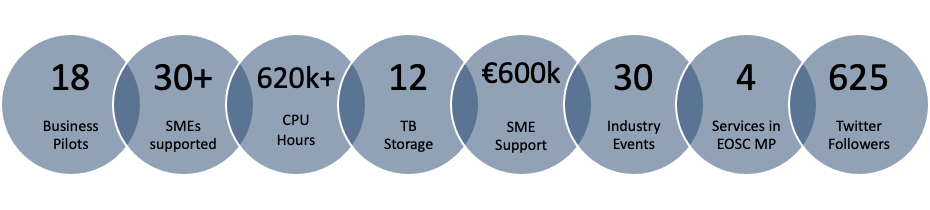 18
Business
Pilots
30+
SMEs
supported
620k+
CPU
Hours
12
TB
Storage
€600k
SME
Support
30
Industry
Events
4
Services in
EOSC MP
625
Twitter
Followers